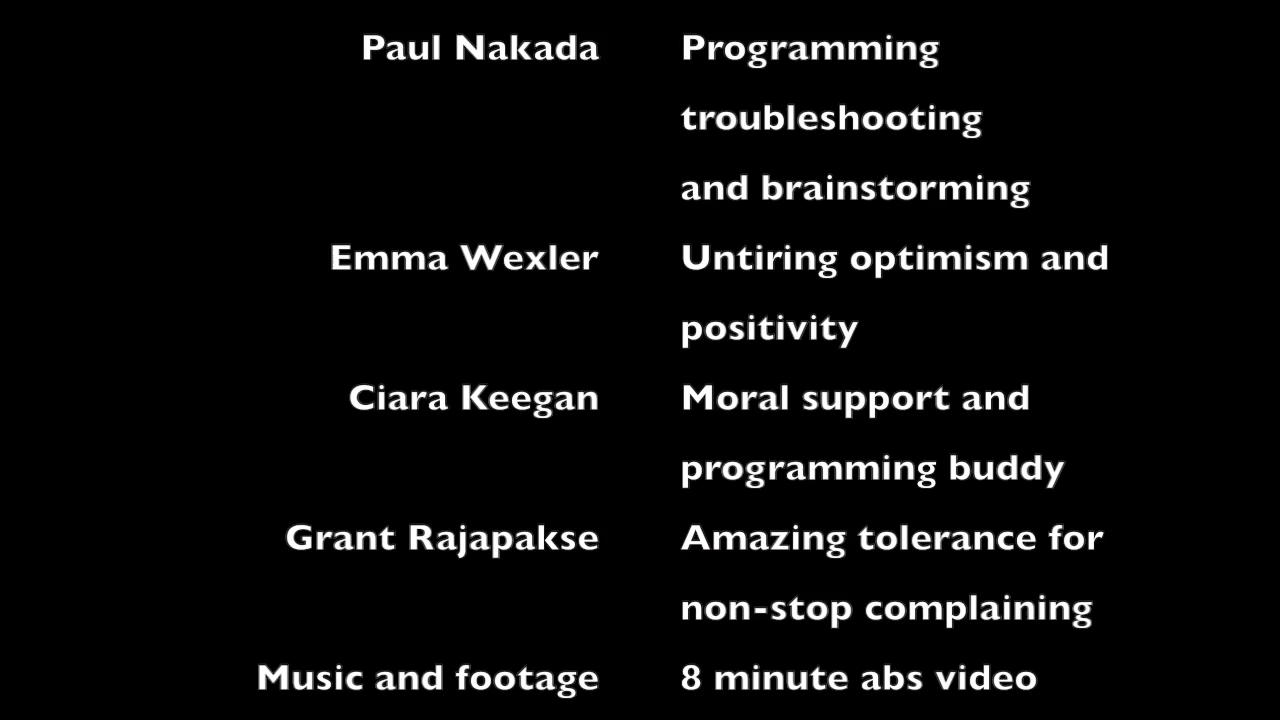 Paul Nakada Programming
troubleshooting
and brainstorming
Emma Wexler Untiring optimism and
positivity
Ciara Keegan Moral support and
programming buddy
Grant Rajapakse Amazing tolerance for
non-stop complaining
Music and footage 8 minute abs video